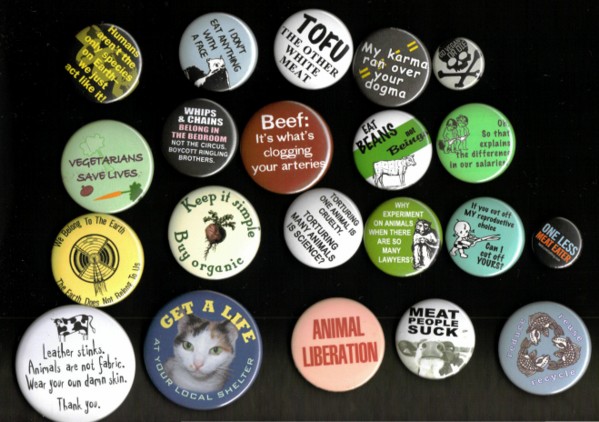 Humans
aren't the
only species
on Earth-
we just
act like it!
I DON'T
EAT ANYTHING
WITH
A FACE
TOFU
THE OTHER
WHITE
MEAT
My karma
ran over
your
dogma
VEGETARIANS
SAVE LIVES
WHIPS
& CHAINS
BELONG IN
THE BEDROOM
NOT THE CIRCUS.
BOYCOTT RINGLING
BROTHERS.
Beef:
It's what's
clogging
your arteries
EAT
BEANS not
Beings
Oh
So that
explains
the difference
in our salaries
We Belong To The Earth
The Earth Does Not Belong To Us
Keep it simple
Buy organic
TORTURING
ONE ANIMAL
IS CRUELTY.
TORTURING
MANY ANIMALS
IS SCIENCE?
WHY
EXPERIMENT
ON ANIMALS
WHEN THERE
ARE SO
MANY
LAWYERS?
If you cut off
MY reproductive
choice
Can I
cut off
YOURS?
ONE LESS
MEAT EATER
Leather stinks.
Animals are not fabric.
Wear your own damn skin.
Thank you.
GET A LIFE
AT YOUR LOCAL SHELTER
ANIMAL
LIBERATION
MEAT
PEOPLE
SUCK
reduce reuse
recycle